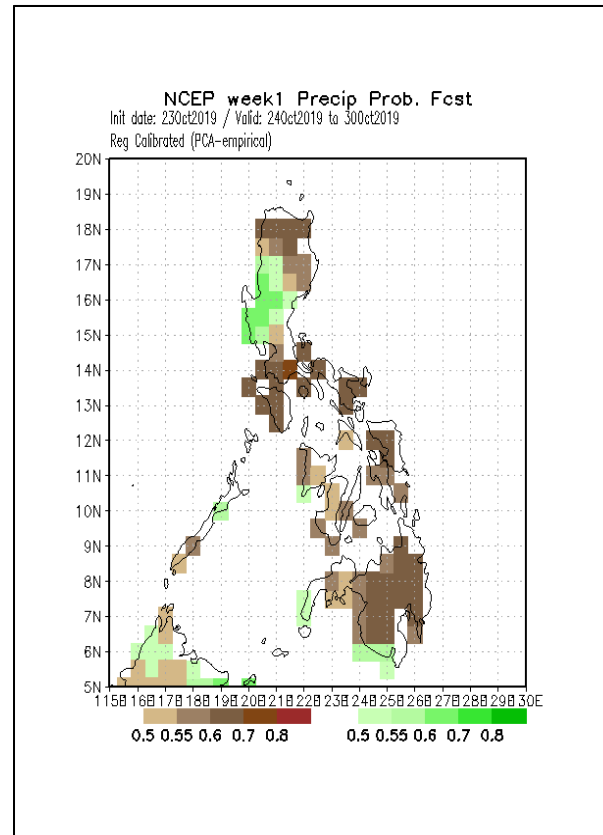 NCEP week1 Precip Prob. Fcst
Init date: 23Oct2019 / Valid: 24Oct2019 to 30Oct2019
Reg Calibrated (PCA-empirical)
20N
19N
18N
17N
16N
15N
14N
13N
12N
11N
10N
9N
8N
7N
6N
5N
115E 116E 117E 118E 119E 120E 121E 122E 123E 124E 125E 126E 127E 128E 129E 130E
0.5 0.55 0.6 0.7 0.8 0.5 0.55 0.6 0.7 0.8